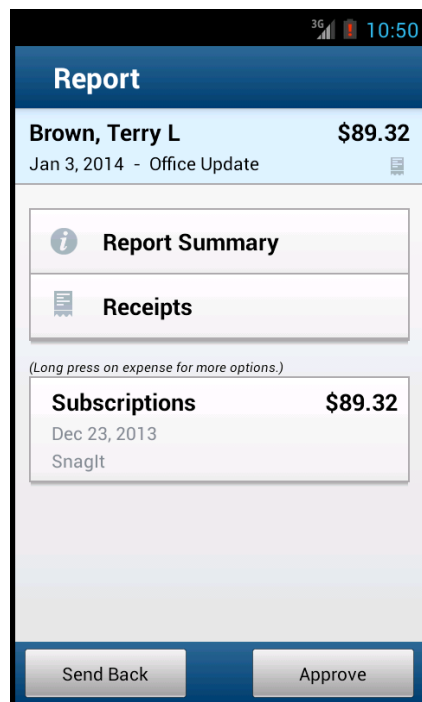 3G 10:50
Report
Brown, Terry L $89.32
Jan 3, 2014 - Office Update
Report Summary
Receipts
(Long press on expense for more options.)
Subscriptions $89.32
Dec 23, 2013
SnagIt
Send Back Approve